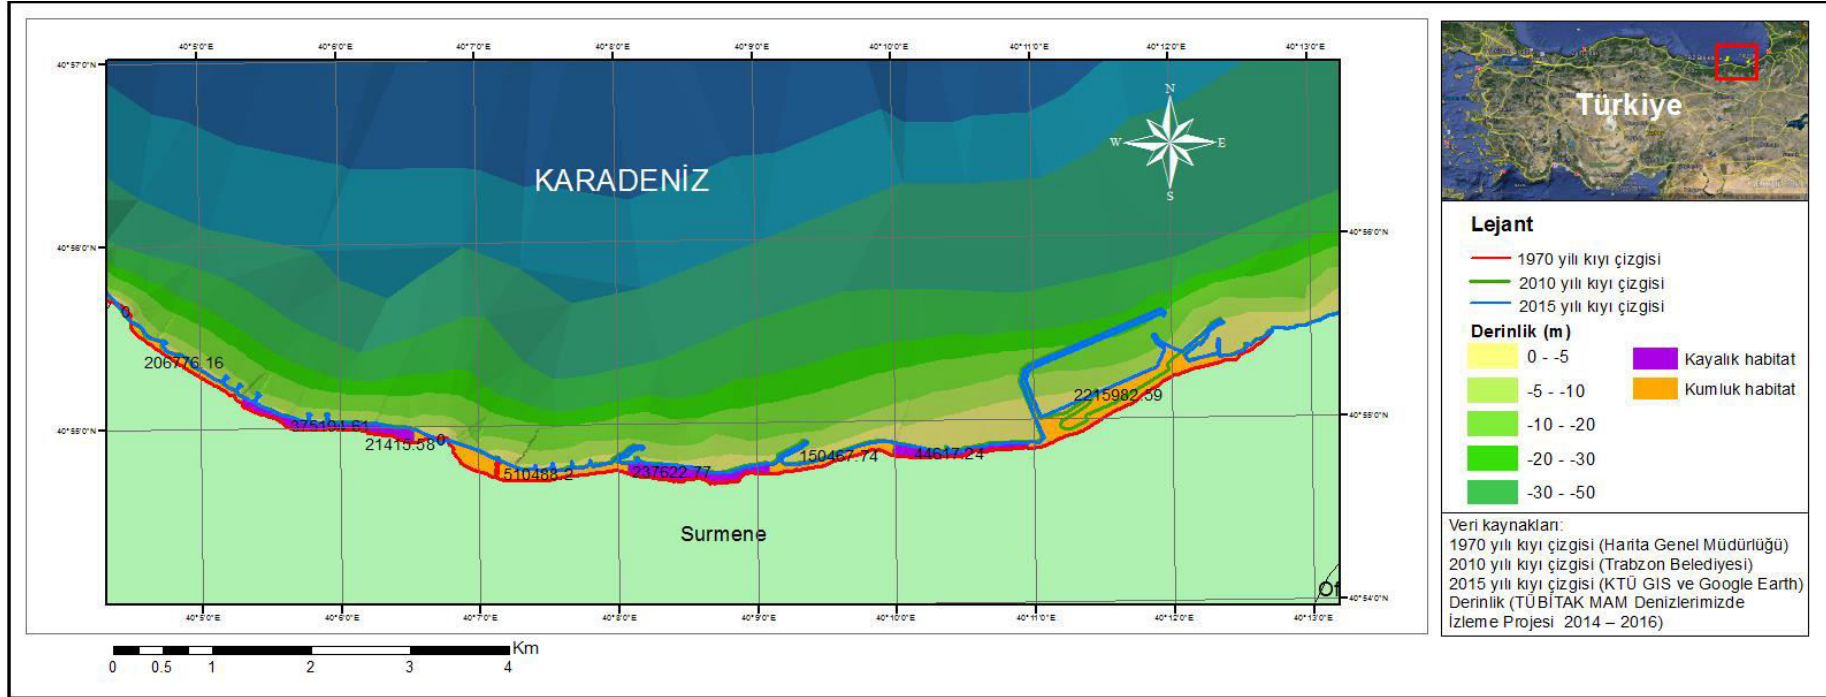 40°5'0"E 40°6'0"E 40°7'0"E 40°8'0"E 40°9'0"E 40°10'0"E 40°11'0"E 40°12'0"E 40°13'0"E
40°57'0"N
40°56'0"N
40°55'0"N
40°56'0"N
40°55'0"N
40°54'0"N
KARADENİZ
N
W E
S
0
206776.16
375194.61
21415.58
0
510488.2
237622.77
150467.74
44617.24
2215982.59
Surmene
Of
40°5'0"E 40°6'0"E 40°7'0"E 40°8'0"E 40°9'0"E 40°10'0"E 40°11'0"E 40°12'0"E 40°13'0"E
Km
0 0.5 1 2 3 4
Türkiye
Lejant
1970 yılı kıyı çizgisi
2010 yılı kıyı çizgisi
2015 yılı kıyı çizgisi
Derinlik (m)
0 - -5
-5 - -10
-10 - -20
-20 - -30
-30 - -50
Kayalık habitat
Kumluk habitat
Veri kaynakları:
1970 yılı kıyı çizgisi (Harita Genel Müdürlüğü)
2010 yılı kıyı çizgisi (Trabzon Belediyesi)
2015 yılı kıyı çizgisi (KTÜ GIS ve Google Earth)
Derinlik (TÜBİTAK MAM Denizlerimizde
İzleme Projesi 2014 – 2016)